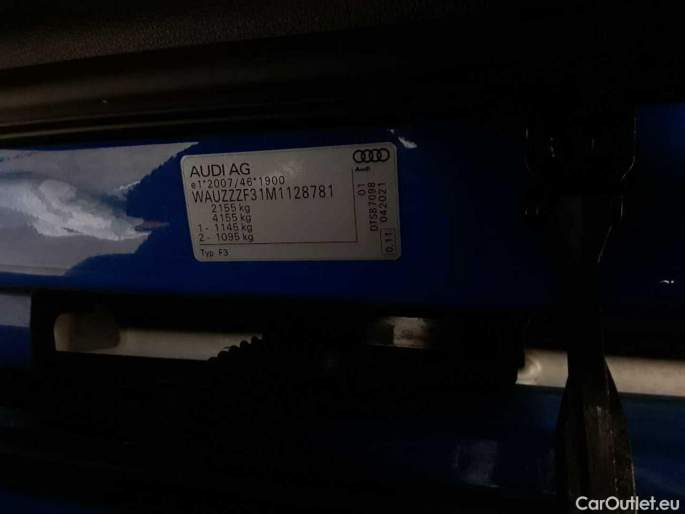 AUDI AG
e1*2007/46*1900
WAUZZZF31M1128781
2155 kg
4155 kg
1 - 1145 kg
2 - 1095 kg
Typ F3
Audi
01
DTS87098
042021
0.11
CarOutlet.eu